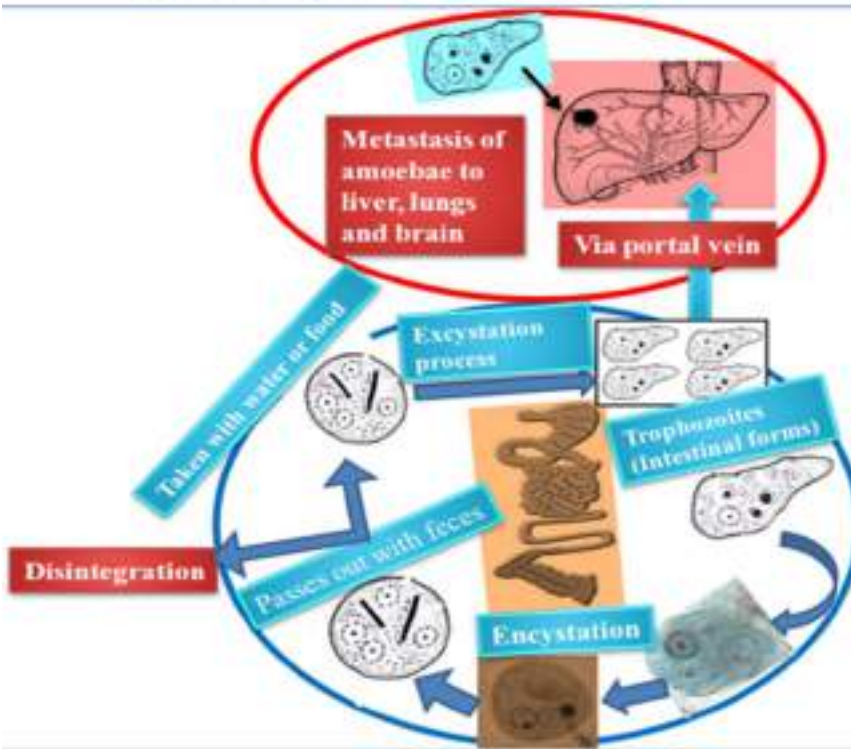 Metastasis of
amoebae to
liver, lungs
and brain
Via portal vein
Taken with water or food
Excystation
process
Trophozoites
(Intestinal forms)
Disintegration
Passes out with feces
Encystation